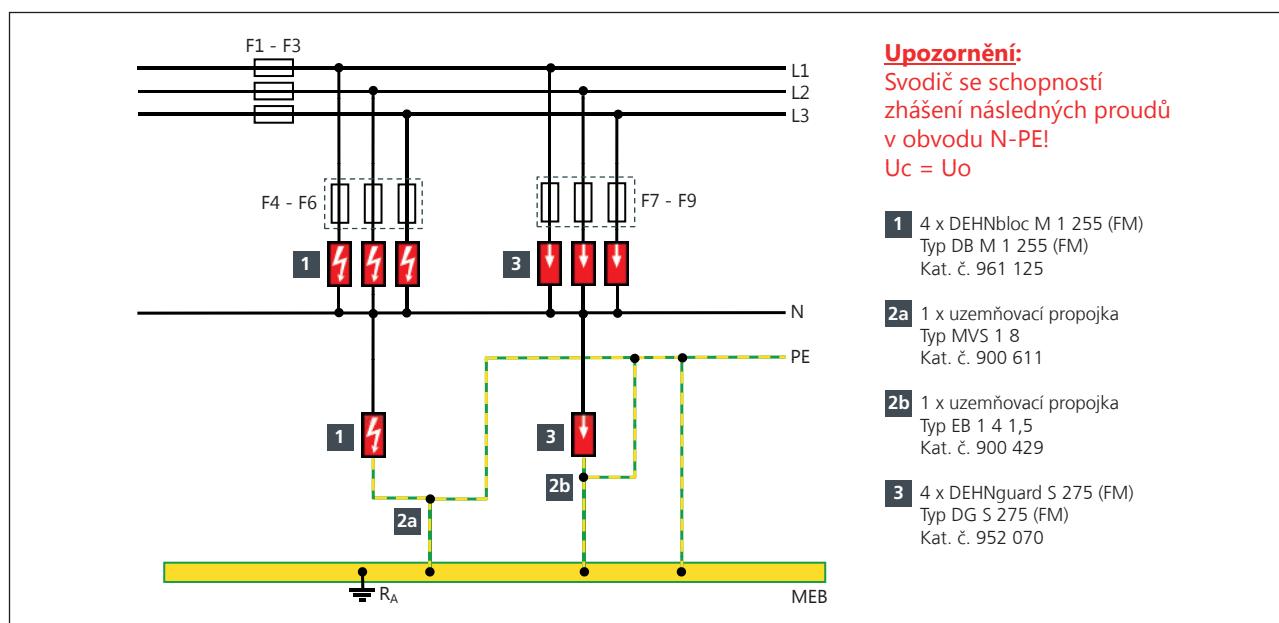 F1 - F3
L1
L2
L3
F4 - F6
F7 - F9
1
3
N
PE
1
3
2b
2a
R_A
MEB
Upozornění:
Svodič se schopností
zhášení následných proudů
v obvodu N-PE!
Uc = Uo
1 4 x DEHNbloc M 1 255 (FM)
Typ DB M 1 255 (FM)
Kat. č. 961 125
2a 1 x uzemňovací propojka
Typ MVS 1 8
Kat. č. 900 611
2b 1 x uzemňovací propojka
Typ EB 1 4 1,5
Kat. č. 900 429
3 4 x DEHNguard S 275 (FM)
Typ DG S 275 (FM)
Kat. č. 952 070